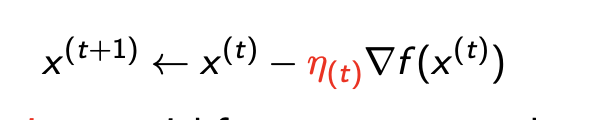 x^{(t+1)} ← x^{(t)} − η_{(t)}∇f(x^{(t)})